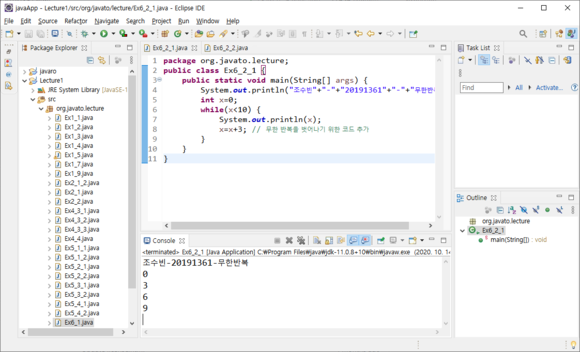 javaApp - Lecture1/src/org/javato/lecture/Ex6_2_1.java - Eclipse IDE
File Edit Source Refactor Navigate Search Project Run Window Help
Package Explorer
javaro
Lecture1
JRE System Library [JavaSE-1
src
org.javato.lecture
Ex1_1.java
Ex1_2.java
Ex1_3.java
Ex1_4.java
Ex1_5.java
Ex1_7.java
Ex1_9.java
Ex2_1_2.java
Ex2_1.java
Ex2_2.java
Ex4_3_1.java
Ex4_3_2.java
Ex4_3_3.java
Ex4_4.java
Ex5_1_1.java
Ex5_1_2.java
Ex5_2_1.java
Ex5_2_2.java
Ex5_3_1.java
Ex5_3_2.java
Ex5_4_1.java
Ex5_4_2.java
Ex6_1.java
Ex6_2_1.java
Ex6_2_2.java
1 package org.javato.lecture;
2 public class Ex6_2_1 {
3 public static void main(String[] args) {
4 System.out.println("조수빈"+"-"+"20191361"+"-"+"무한반
5 int x=0;
6 while(x<10) {
7 System.out.println(x);
8 x=x+3; // 무한 반복을 벗어나기 위한 코드 추가
9 }
10 }
11 }
Console
<terminated> Ex6_2_1 [Java Application] C:\Program Files\java\jdk-11.0.8+10\bin\javaw.exe (2020. 10. 1
조수빈-20191361-무한반복
0
3
6
9
Task List
Find
All
Activate...
Outline
org.javato.lecture
Ex6_2_1
main(String[]) : void